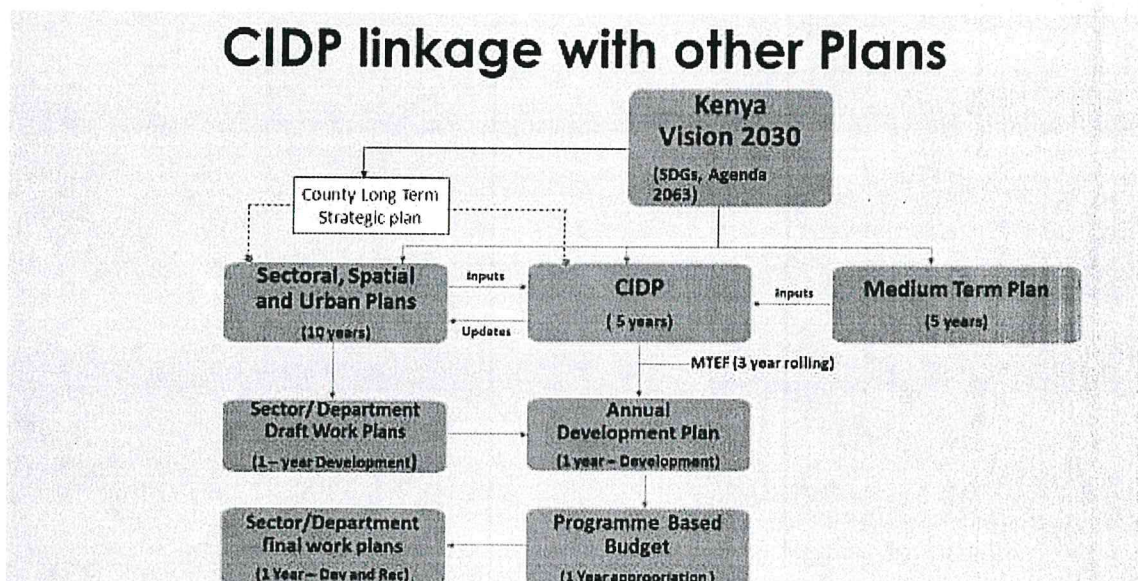 CIDP linkage with other Plans
Kenya
Vision 2030
(SDGs, Agenda
2063)
County Long Term
Strategic plan
Sectoral, Spatial
and Urban Plans
(10 years)
Inputs
Updates
CIDP
( 5 years)
Inputs
Medium Term Plan
(5 years)
MTEF (3 year rolling)
Sector/Department
Draft Work Plans
(1 – year Development)
Annual
Development Plan
(1 year – Development)
Sector/Department
final work plans
(1 Year – Dev and Rec)
Programme Based
Budget
(1 Year appropriation )